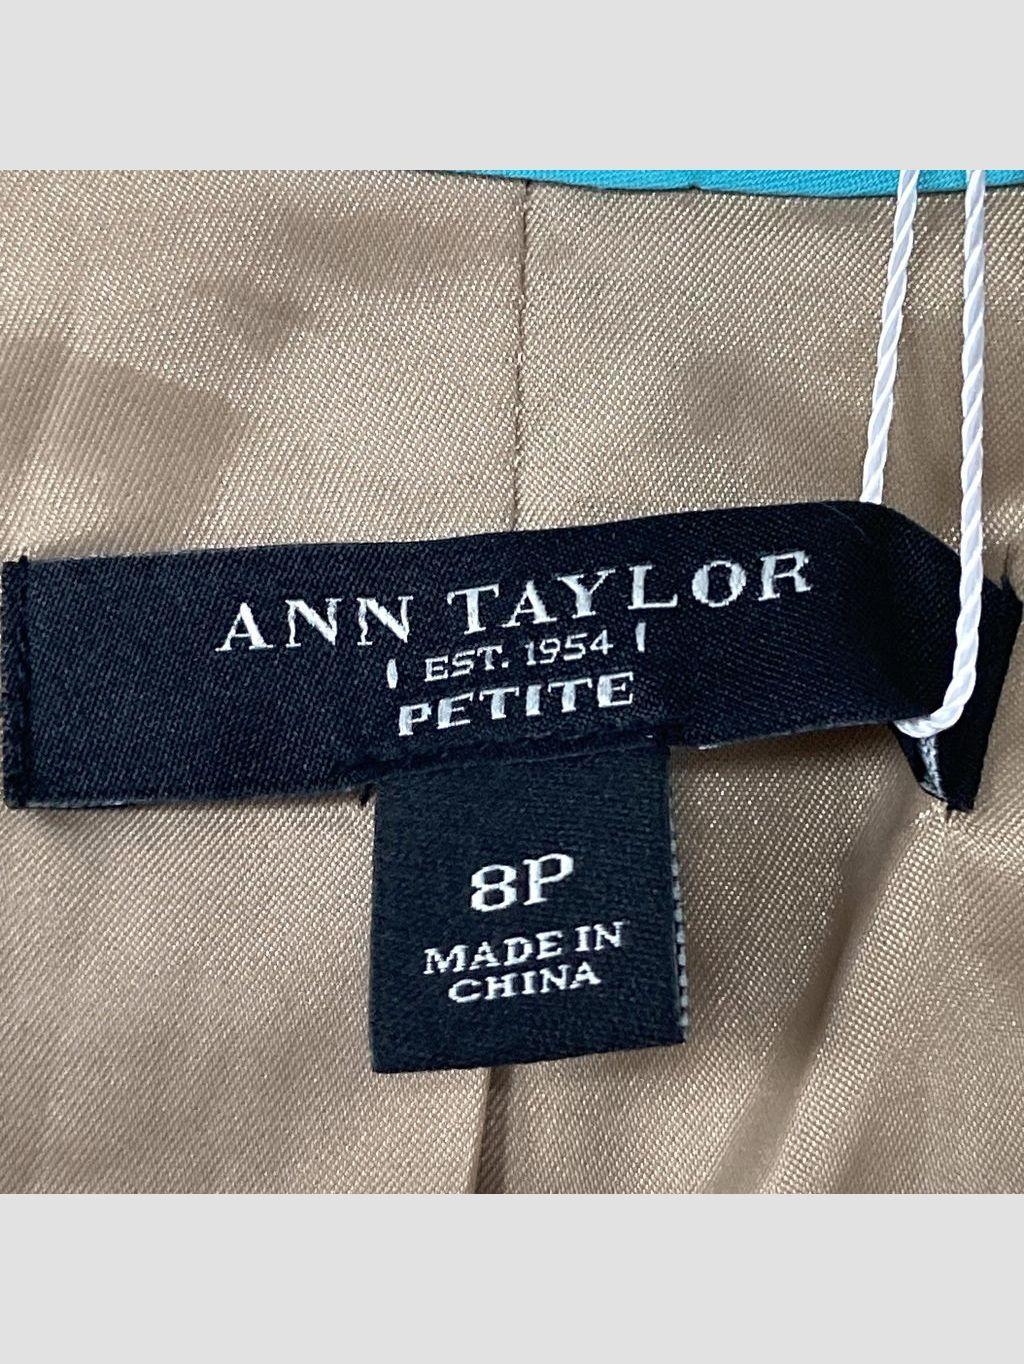 ANN TAYLOR
EST. 1954
PETITE
8P
MADE IN
CHINA